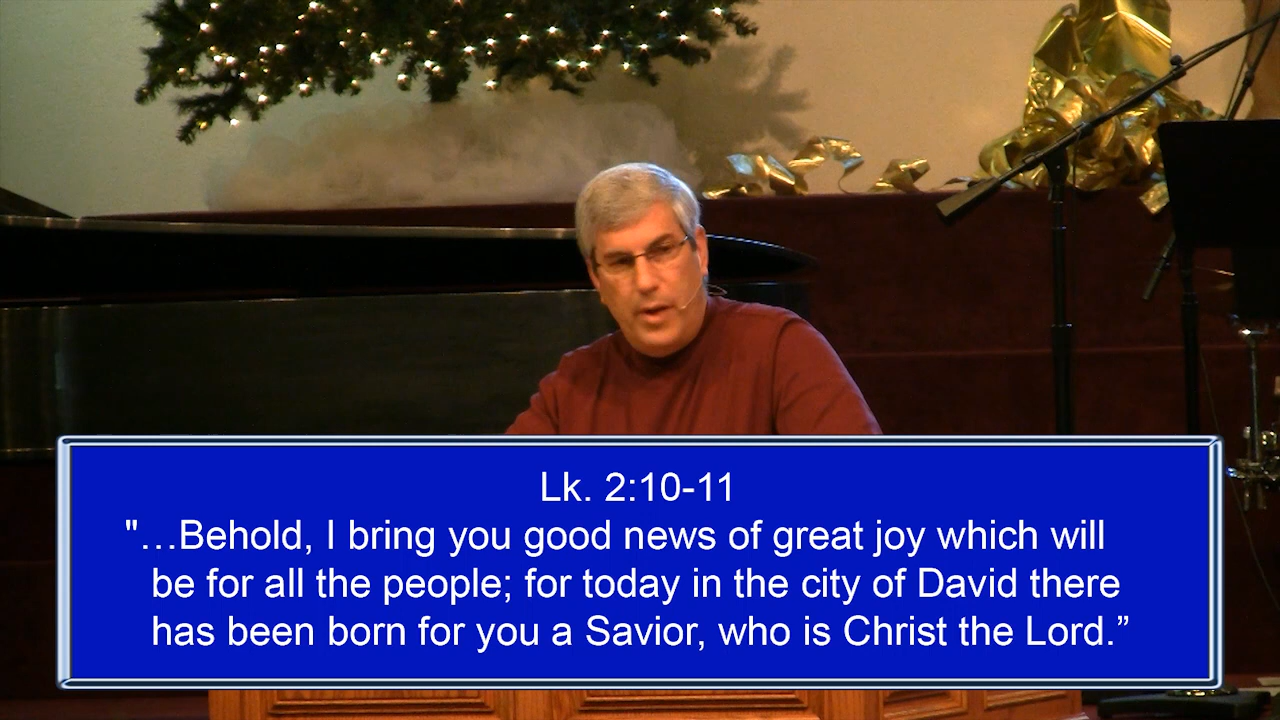 Lk. 2:10-11
"…Behold, I bring you good news of great joy which will
be for all the people; for today in the city of David there
has been born for you a Savior, who is Christ the Lord.”